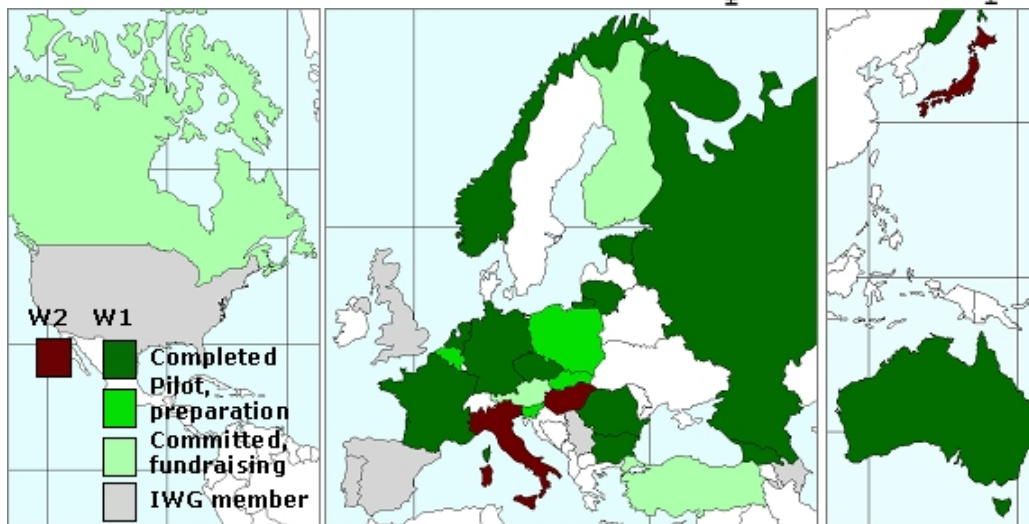 W2 W1
Completed
Pilot,
preparation
Committed,
fundraising
IWG member